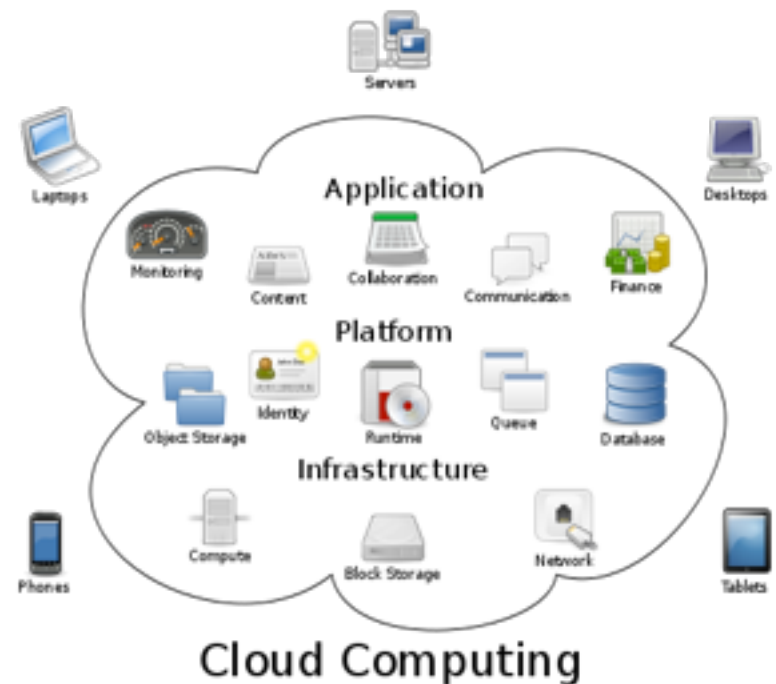 Servers
Laptops
Desktops
Application
Monitoring
Content
Collaboration
Communication
Finance
Platform
Object Storage
Identity
Runtime
Queue
Database
Infrastructure
Compute
Block Storage
Network
Phones
Tablets
Cloud Computing